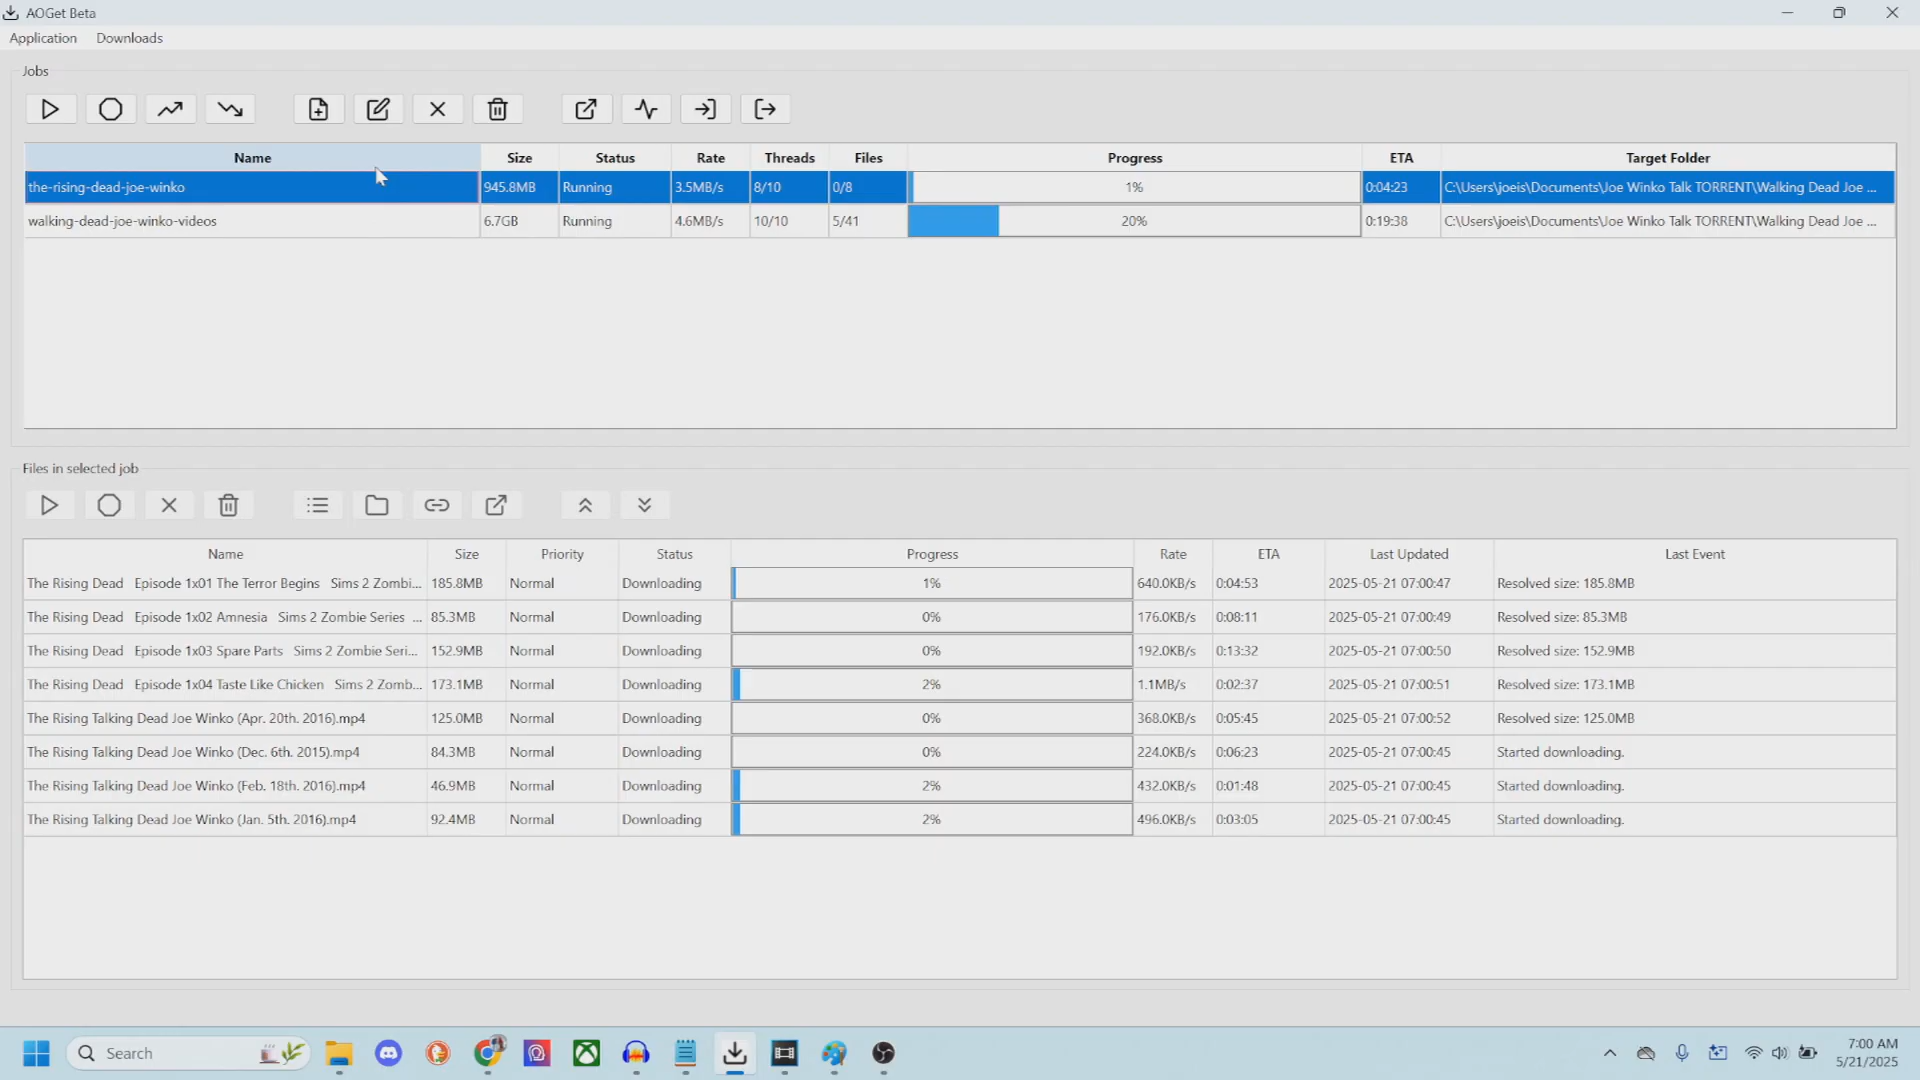 AOGet Beta
Application Downloads
Jobs
Name Size Status Rate Threads Files Progress ETA Target Folder
the-rising-dead-joe-winko 945.8MB Running 3.5MB/s 8/10 0/8 1% 0:04:23 C:\Users\joeis\Documents\Joe Winko Talk TORRENT\Walking Dead Joe ...
walking-dead-joe-winko-videos 6.7GB Running 4.6MB/s 10/10 5/41 20% 0:19:38 C:\Users\joeis\Documents\Joe Winko Talk TORRENT\Walking Dead Joe ...
Files in selected job
Name Size Priority Status Progress Rate ETA Last Updated Last Event
The Rising Dead Episode 1x01 The Terror Begins Sims 2 Zombi... 185.8MB Normal Downloading 1% 640.0KB/s 0:04:53 2025-05-21 07:00:47 Resolved size: 185.8MB
The Rising Dead Episode 1x02 Amnesia Sims 2 Zombie Series ... 85.3MB Normal Downloading 0% 176.0KB/s 0:08:11 2025-05-21 07:00:49 Resolved size: 85.3MB
The Rising Dead Episode 1x03 Spare Parts Sims 2 Zombie Seri... 152.9MB Normal Downloading 0% 192.0KB/s 0:13:32 2025-05-21 07:00:50 Resolved size: 152.9MB
The Rising Dead Episode 1x04 Taste Like Chicken Sims 2 Zomb... 173.1MB Normal Downloading 2% 1.1MB/s 0:02:37 2025-05-21 07:00:51 Resolved size: 173.1MB
The Rising Talking Dead Joe Winko (Apr. 20th. 2016).mp4 125.0MB Normal Downloading 0% 368.0KB/s 0:05:45 2025-05-21 07:00:52 Resolved size: 125.0MB
The Rising Talking Dead Joe Winko (Dec. 6th. 2015).mp4 84.3MB Normal Downloading 0% 224.0KB/s 0:06:23 2025-05-21 07:00:45 Started downloading.
The Rising Talking Dead Joe Winko (Feb. 18th. 2016).mp4 46.9MB Normal Downloading 2% 432.0KB/s 0:01:48 2025-05-21 07:00:45 Started downloading.
The Rising Talking Dead Joe Winko (Jan. 5th. 2016).mp4 92.4MB Normal Downloading 2% 496.0KB/s 0:03:05 2025-05-21 07:00:45 Started downloading.
Search
7:00 AM
5/21/2025